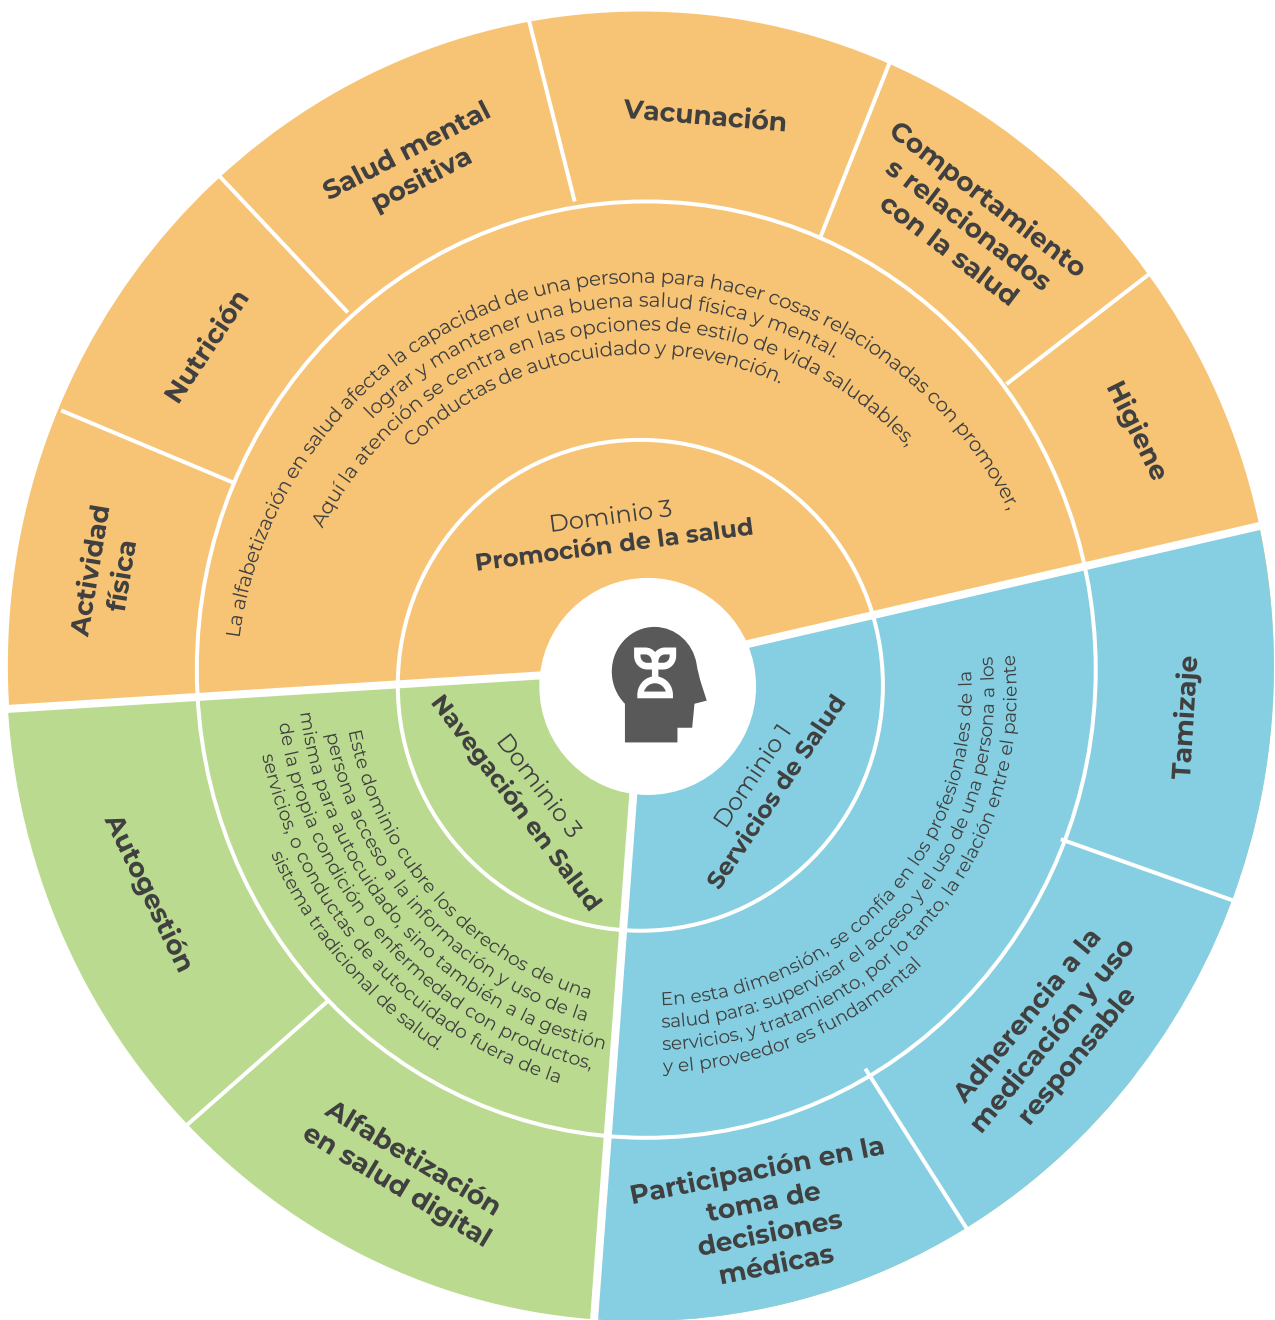 Salud mental
positiva
Vacunación
Comportamiento
s relacionados
con la salud
Higiene
Nutrición
Actividad
física
La alfabetización en salud afecta la capacidad de una persona para hacer cosas relacionadas con promover,
lograr y mantener una buena salud física y mental.
Aquí la atención se centra en las opciones de estilo de vida saludables,
Conductas de autocuidado y prevención.
Dominio 3
Promoción de la salud
Dominio 1
Servicios de Salud
En esta dimensión, se confía en los profesionales de la
salud para: supervisar el acceso y el uso de una persona a los
servicios, y tratamiento, por lo tanto, la relación entre el paciente
y el proveedor es fundamental
Tamizaje
Adherencia a la
medicación y uso
responsable
Participación en la
toma de
decisiones
médicas
Dominio 3
Navegación en Salud
Este dominio cubre los derechos de una
persona acceso a la información y uso de la
misma para autocuidado, sino también a la gestión
de la propia condición o enfermedad con productos,
servicios, o conductas de autocuidado fuera de la
sistema tradicional de salud.
Autogestión
Alfabetización
en salud digital